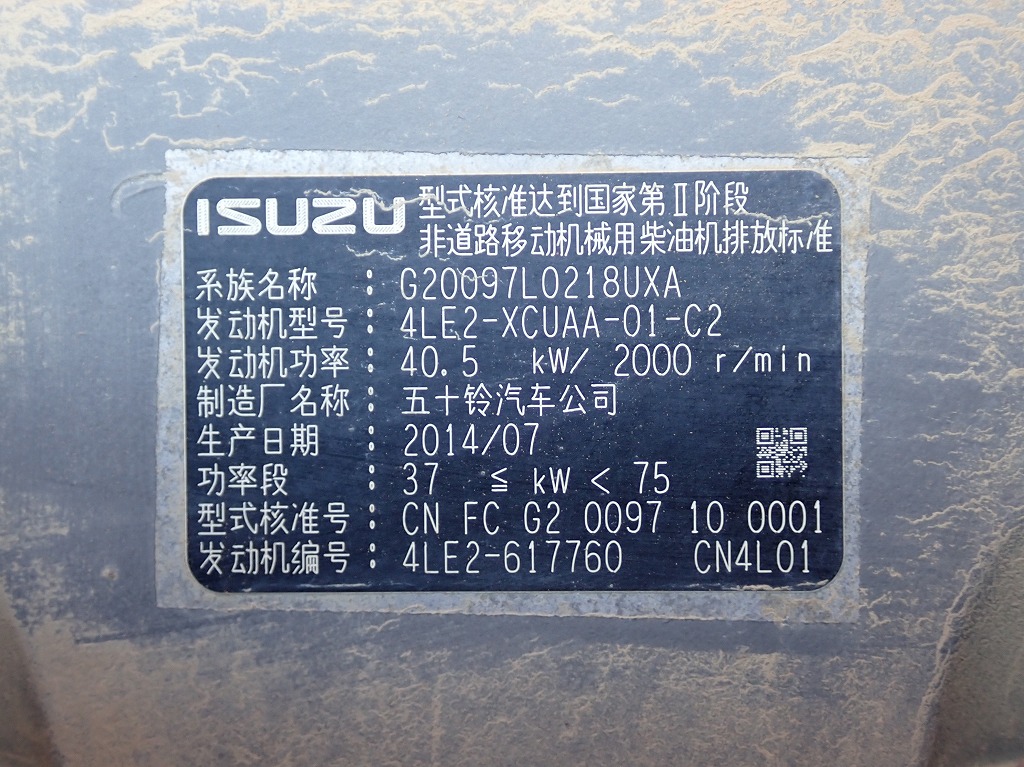 ISUZU 型式核准达到国家第Ⅱ阶段
非道路移动机械用柴油机排放标准
系族名称 : G20097L0218UXA
发动机型号 : 4LE2-XCUAA-01-C2
发动机功率 : 40.5 kW/ 2000 r/min
制造厂名称 : 五十铃汽车公司
生产日期 : 2014/07
功率段 : 37 ≦ kW < 75
型式核准号 : CN FC G2 0097 10 0001
发动机编号 : 4LE2-617760 CN4L01